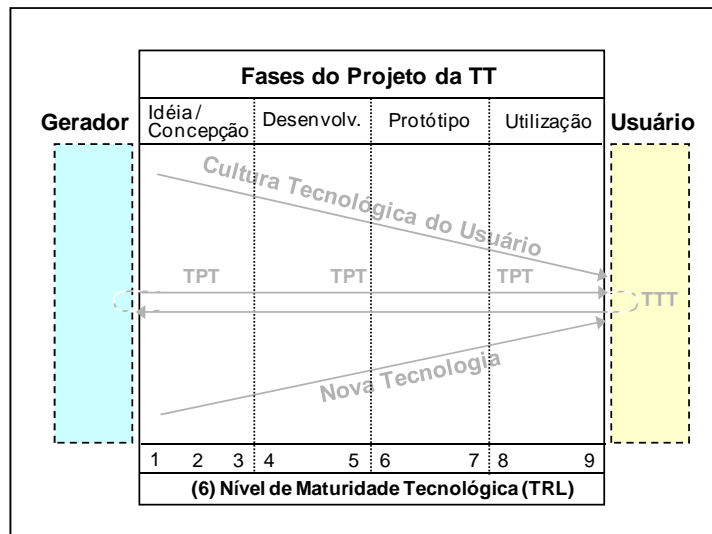 Fases do Projeto da TT
Gerador
Idéia /
Concepção
Desenvolv.
Protótipo
Utilização
Usuário
Cultura Tecnológica do Usuário
TPT
TPT
TPT
TTT
Nova Tecnologia
1 2 3 4 5 6 7 8 9
(6) Nível de Maturidade Tecnológica (TRL)